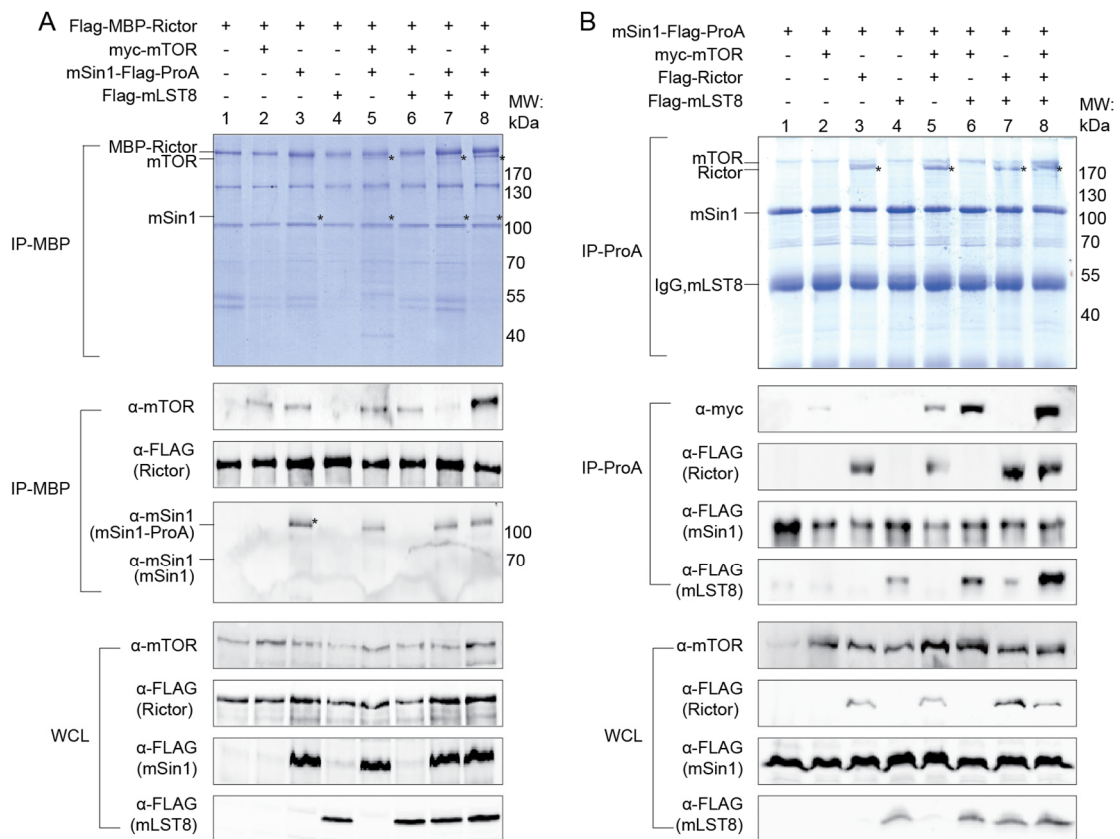 A
Flag-MBP-Rictor + + + + + + + +
myc-mTOR - + - - + + - +
mSin1-Flag-ProA - - + - + - + +
Flag-mLST8 - - - + - + + +
1 2 3 4 5 6 7 8
MW:
kDa
MBP-Rictor
mTOR * * *
170
130
mSin1 * * * *
100
IP-MBP
70
55
40
α-mTOR
IP-MBP
α-FLAG
(Rictor)
α-mSin1 *
(mSin1-ProA)
100
α-mSin1
(mSin1)
70
α-mTOR
α-FLAG
(Rictor)
WCL
α-FLAG
(mSin1)
α-FLAG
(mLST8)
B
mSin1-Flag-ProA + + + + + + + +
myc-mTOR - + - - + + - +
Flag-Rictor - - + - + - + +
Flag-mLST8 - - - + - + + +
1 2 3 4 5 6 7 8
MW:
kDa
mTOR
Rictor * * * *
170
130
mSin1
100
70
IP-ProA
55
IgG,mLST8
40
α-myc
IP-ProA
α-FLAG
(Rictor)
α-FLAG
(mSin1)
α-FLAG
(mLST8)
α-mTOR
α-FLAG
(Rictor)
WCL
α-FLAG
(mSin1)
α-FLAG
(mLST8)